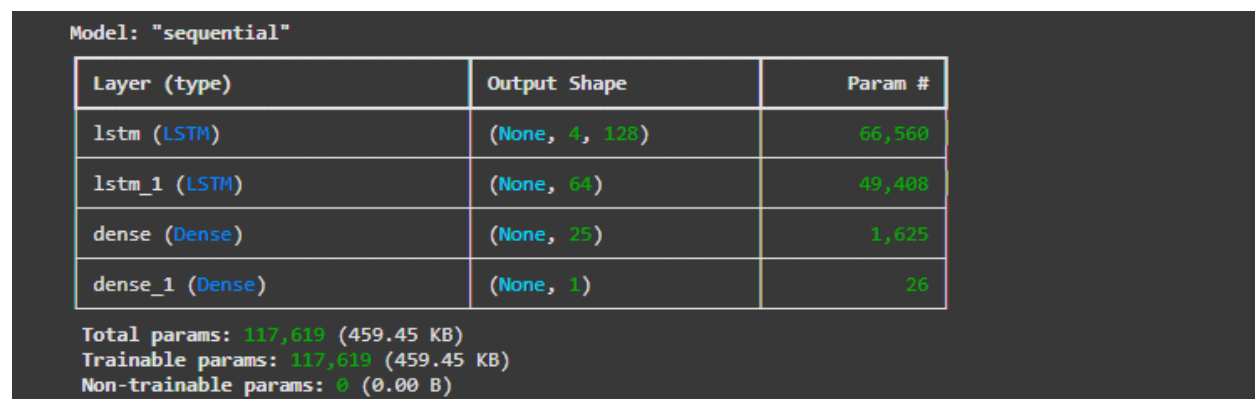 Model: "sequential"
Layer (type) Output Shape Param #
lstm (LSTM) (None, 4, 128) 66,560
lstm_1 (LSTM) (None, 64) 49,408
dense (Dense) (None, 25) 1,625
dense_1 (Dense) (None, 1) 26
Total params: 117,619 (459.45 KB)
Trainable params: 117,619 (459.45 KB)
Non-trainable params: 0 (0.00 B)